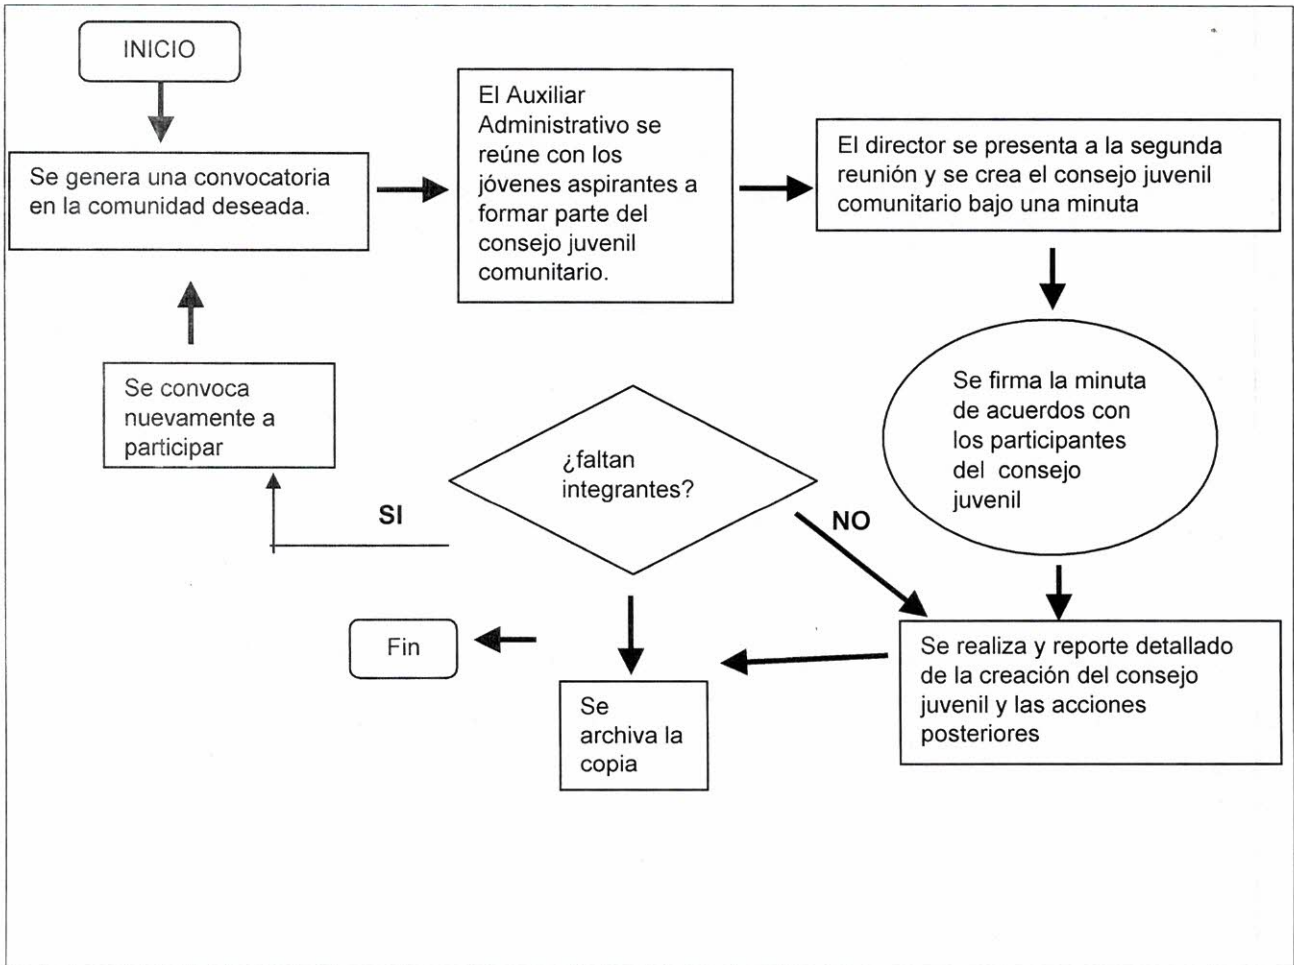 INICIO
Se genera una convocatoria
en la comunidad deseada.
El Auxiliar
Administrativo se
reúne con los
jóvenes aspirantes a
formar parte del
consejo juvenil
comunitario.
El director se presenta a la segunda
reunión y se crea el consejo juvenil
comunitario bajo una minuta
Se firma la minuta
de acuerdos con
los participantes
del consejo
juvenil
Se convoca
nuevamente a
participar
¿faltan
integrantes?
SI
NO
Se realiza y reporte detallado
de la creación del consejo
juvenil y las acciones
posteriores
Fin
Se
archiva la
copia